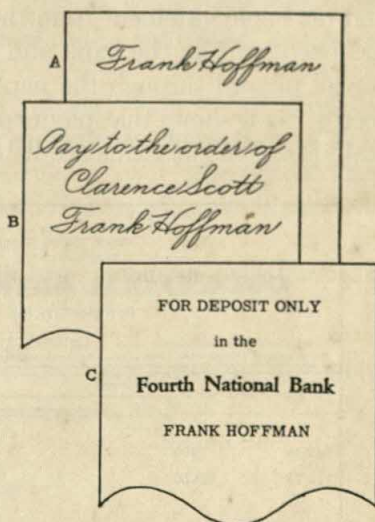 A
Frank Hoffman
Pay to the order of
Clarence Scott
B
Frank Hoffman
FOR DEPOSIT ONLY
in the
C
Fourth National Bank
FRANK HOFFMAN